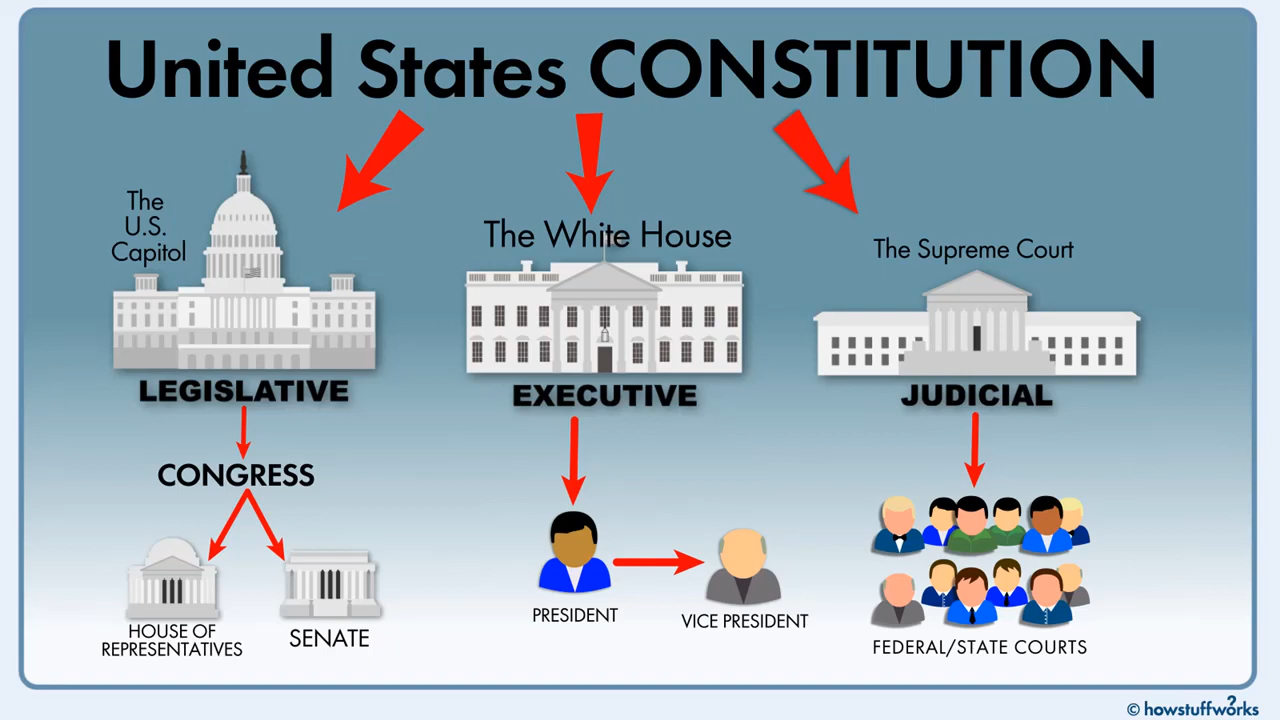 United States CONSTITUTION
The
U.S.
Capitol
The White House
The Supreme Court
LEGISLATIVE
EXECUTIVE
JUDICIAL
CONGRESS
HOUSE OF
REPRESENTATIVES
SENATE
PRESIDENT
VICE PRESIDENT
FEDERAL/STATE COURTS
© howstuffworks